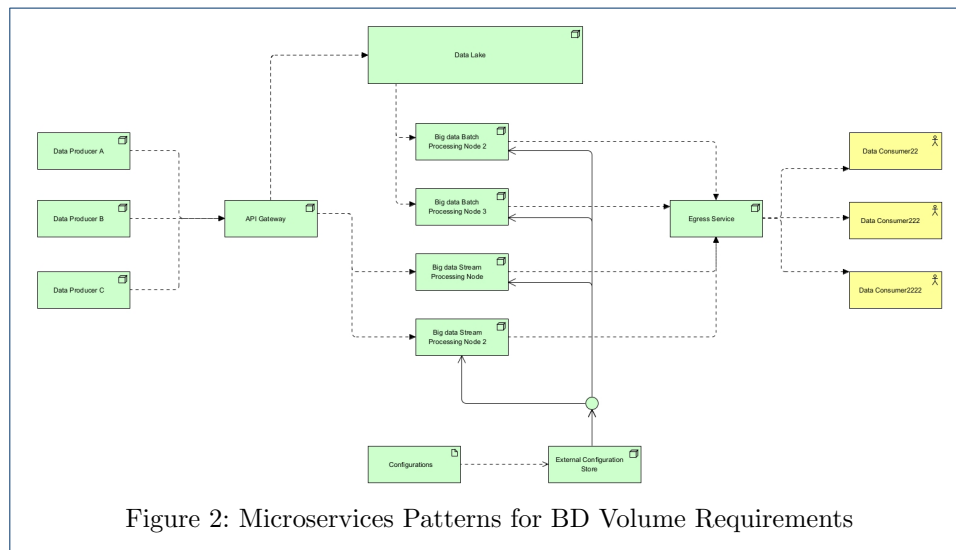 Data Lake
Big data Batch
Processing Node 2
Data Producer A
Data Consumer22
Big data Batch
Processing Node 3
Data Producer B
API Gateway
Egress Service
Data Consumer222
Big data Stream
Processing Node
Data Producer C
Data Consumer2222
Big data Stream
Processing Node 2
Configurations
External Configuration
Store
Figure 2: Microservices Patterns for BD Volume Requirements